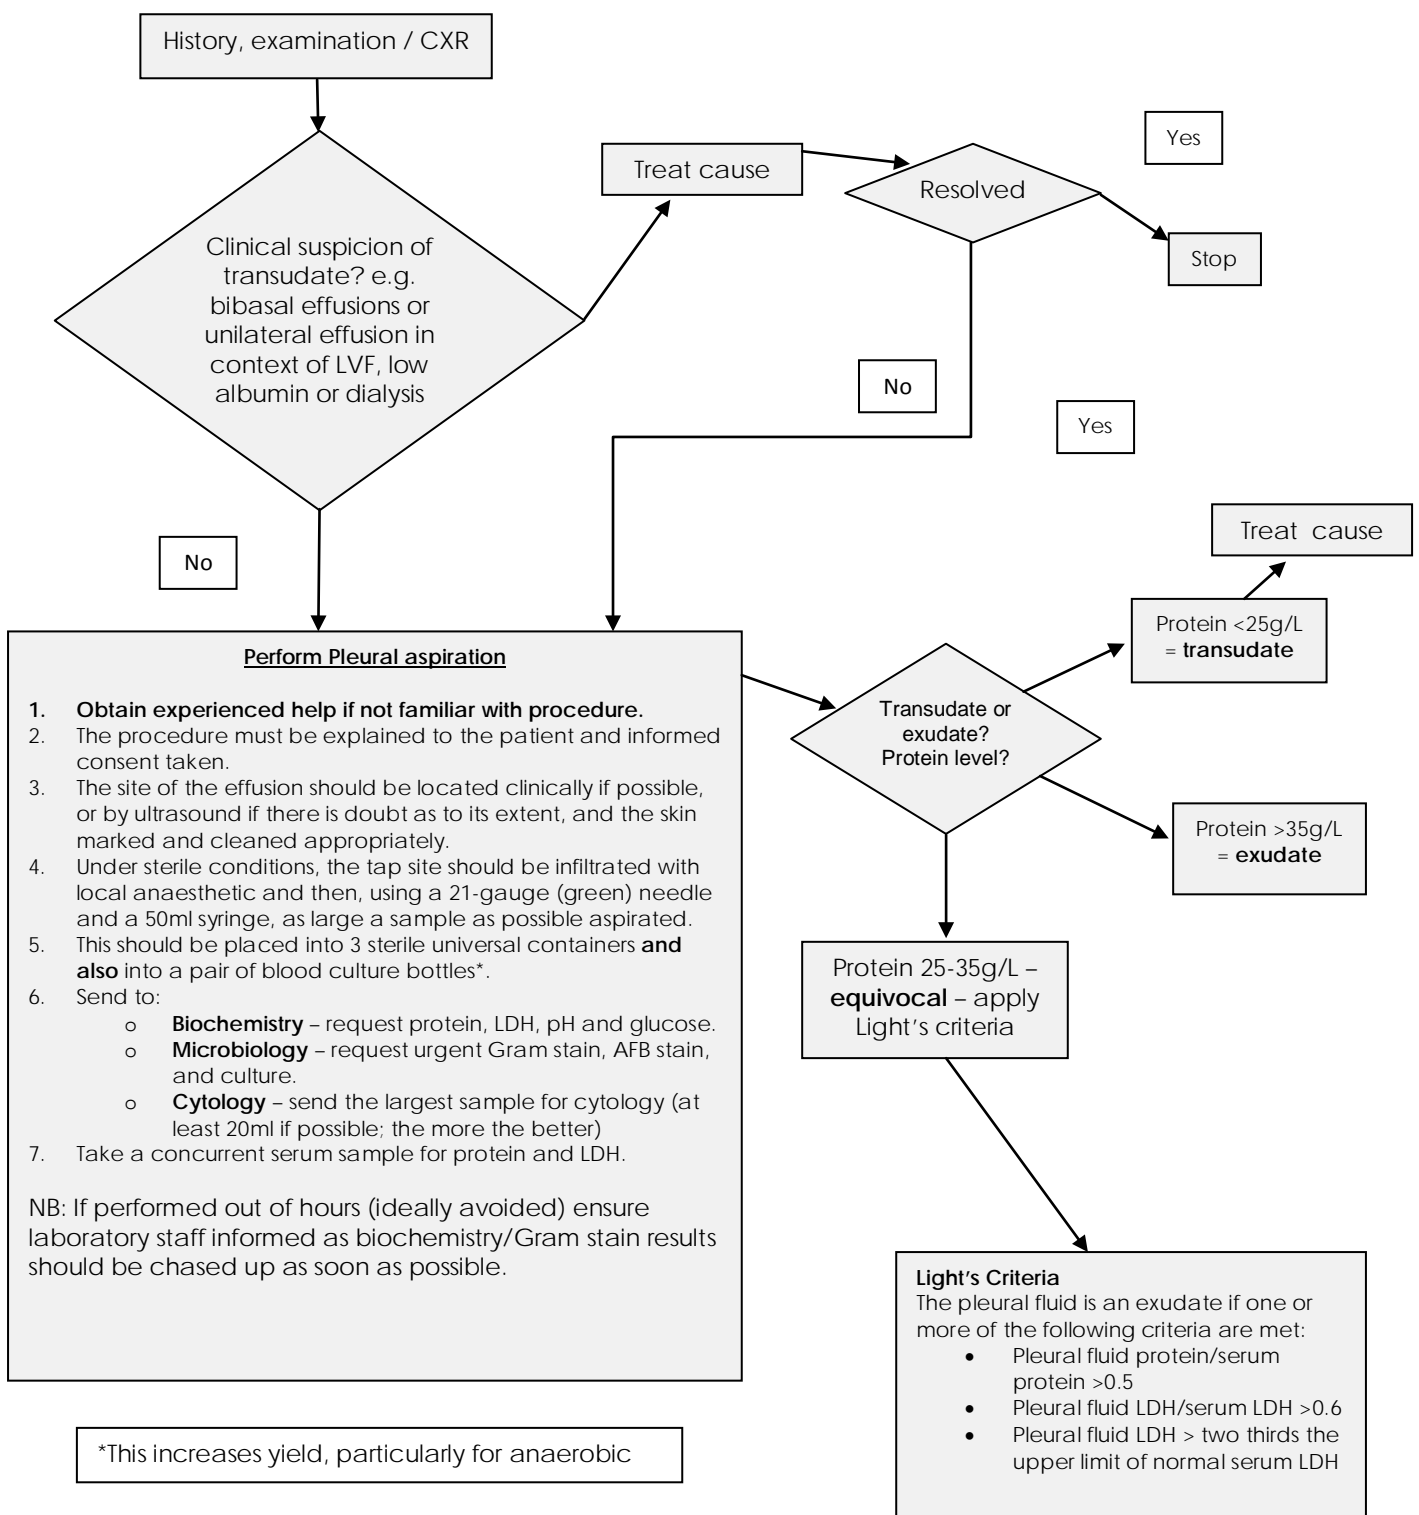 History, examination / CXR
Yes
Treat cause
Resolved
Stop
Clinical suspicion of
transudate? e.g.
bibasal effusions or
unilateral effusion in
context of LVF, low
albumin or dialysis
No
Yes
No
Treat  cause
Protein <25g/L
= transudate
Perform Pleural aspiration
1. Obtain experienced help if not familiar with procedure.
2. The procedure must be explained to the patient and informed
consent taken.
3. The site of the effusion should be located clinically if possible,
or by ultrasound if there is doubt as to its extent, and the skin
marked and cleaned appropriately.
4. Under sterile conditions, the tap site should be infiltrated with
local anaesthetic and then, using a 21-gauge (green) needle
and a 50ml syringe, as large a sample as possible aspirated.
5. This should be placed into 3 sterile universal containers and
also into a pair of blood culture bottles*.
6. Send to:
o Biochemistry – request protein, LDH, pH and glucose.
o Microbiology – request urgent Gram stain, AFB stain,
and culture.
o Cytology – send the largest sample for cytology (at
least 20ml if possible; the more the better)
7. Take a concurrent serum sample for protein and LDH.
NB: If performed out of hours (ideally avoided) ensure
laboratory staff informed as biochemistry/Gram stain results
should be chased up as soon as possible.
Transudate or
exudate?
Protein level?
Protein >35g/L
= exudate
Protein 25-35g/L –
equivocal – apply
Light's criteria
Light's Criteria
The pleural fluid is an exudate if one or
more of the following criteria are met:
• Pleural fluid protein/serum
protein >0.5
• Pleural fluid LDH/serum LDH >0.6
• Pleural fluid LDH > two thirds the
upper limit of normal serum LDH
*This increases yield, particularly for anaerobic